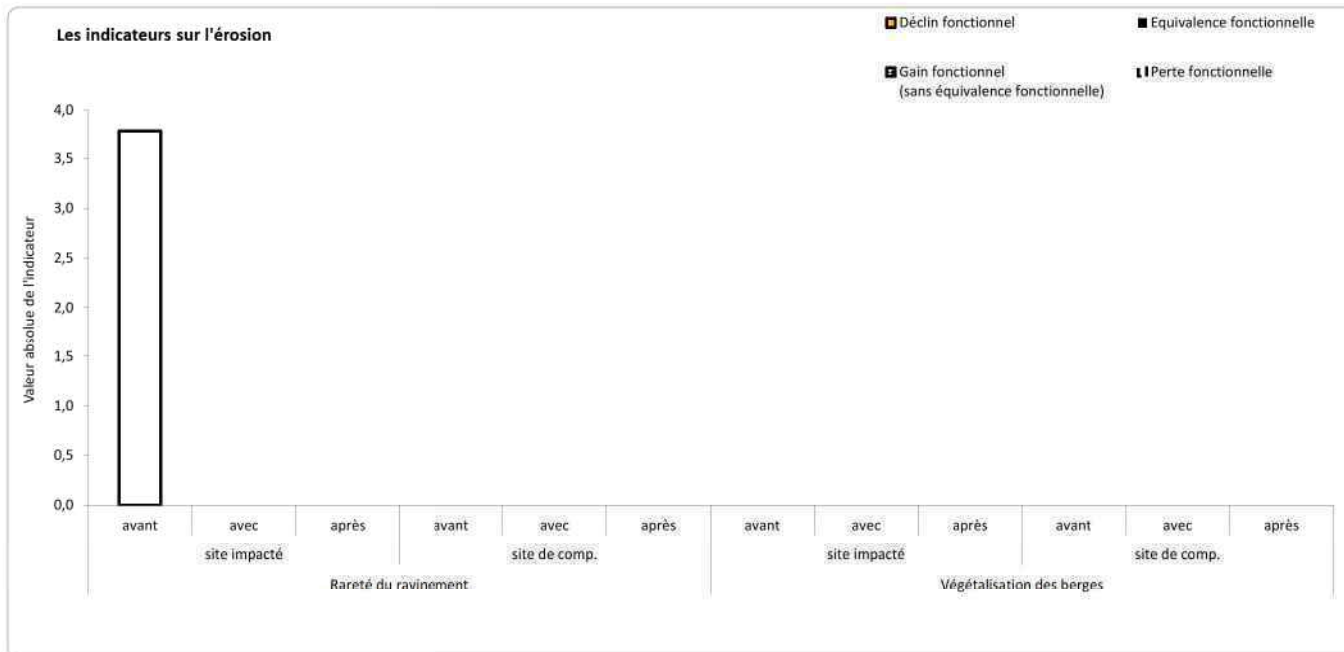 Les indicateurs sur l'érosion
Déclin fonctionnel
Equivalence fonctionnelle
Gain fonctionnel
(sans équivalence fonctionnelle)
Perte fonctionnelle
Valeur absolue de l'indicateur
4,0
3,5
3,0
2,5
2,0
1,5
1,0
0,5
0,0
avant avec après avant avec après avant avec après avant avec après
site impacté site de comp. site impacté site de comp.
Rareté du ravinement Végétalisation des berges